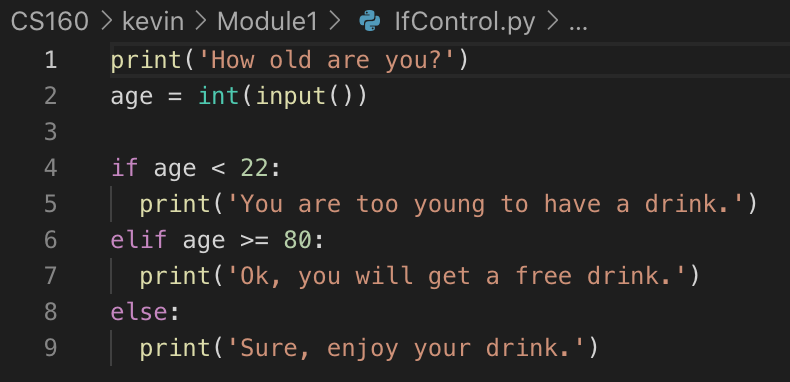 CS160 > kevin > Module1 > IfControl.py > ...
1 print('How old are you?')
2 age = int(input())
3
4 if age < 22:
5 print('You are too young to have a drink.')
6 elif age >= 80:
7 print('Ok, you will get a free drink.')
8 else:
9 print('Sure, enjoy your drink.')